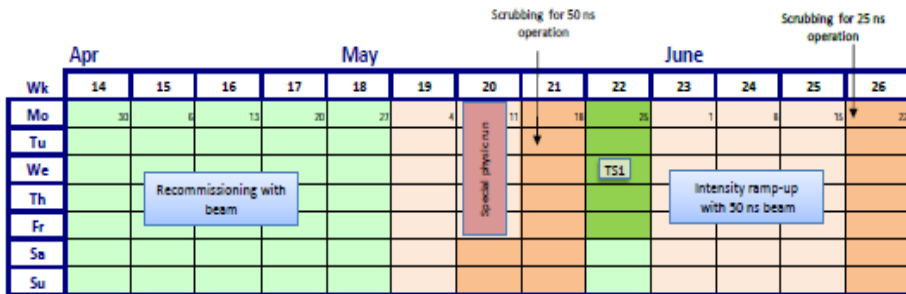 Scrubbing for 50 ns
operation
Scrubbing for 25 ns
operation
Apr May June
Wk 14 15 16 17 18 19 20 21 22 23 24 25 26
Mo 30 6 13 20 27 4 11 18 25 1 8 15 22
Tu
We
Th
Fr
Sa
Su
Recommissioning with
beam
Special physic run
TS1
Intensity ramp-up
with 50 ns beam